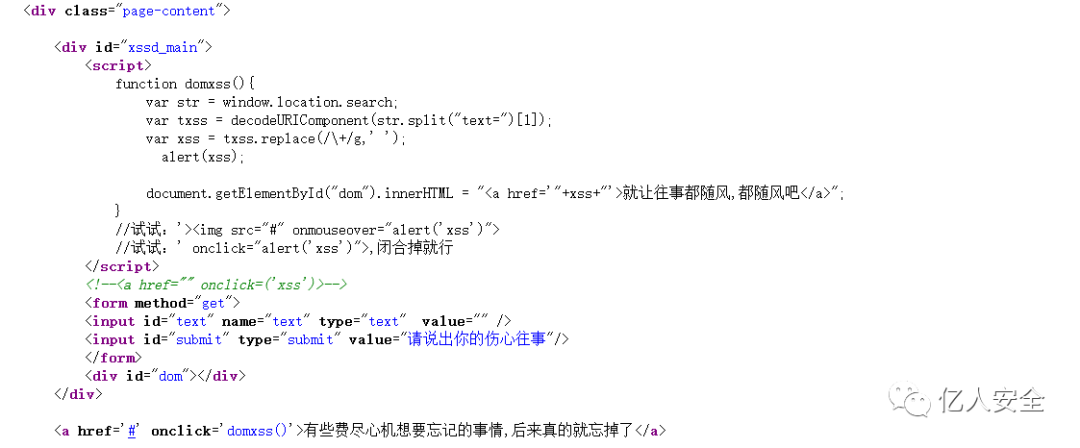 <div class="page-content">
<div id="xssd_main">
<script>
function domxss(){
var str = window.location.search;
var txss = decodeURIComponent(str.split("text=")[1]);
var xss = txss.replace(/\+/g,' ');
alert(xss);
document.getElementById("dom").innerHTML = "<a href='"+xss+"'>就让往事都随风,都随风吧</a>";
}
//试试：'><img src="#" onmouseover="alert('xss')">
//试试：' onclick="alert('xss')">,闭合掉就行
</script>
<!--<a href="" onclick=('xss')>-->
<form method="get">
<input id="text" name="text" type="text" value="" />
<input id="submit" type="submit" value="请说出你的伤心往事"/>
</form>
<div id="dom"></div>
</div>
<a href='#' onclick='domxss()'>有些费尽心机想要忘记的事情,后来真的就忘掉了</a>
亿人安全